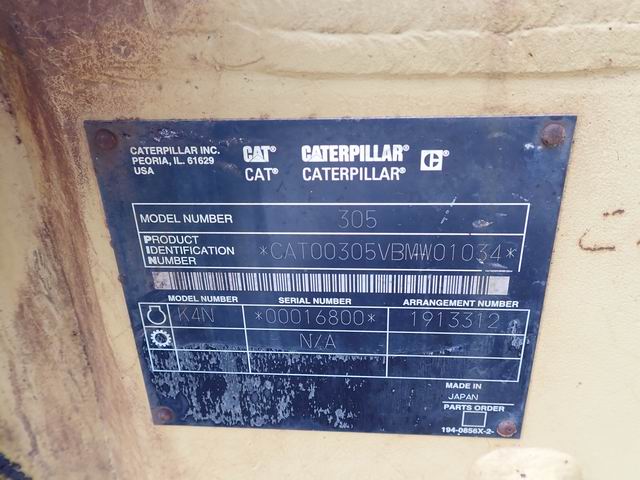 CATERPILLAR INC.
PEORIA, IL. 61629
USA
CAT® CATERPILLAR® C®
CAT® CATERPILLAR®
MODEL NUMBER 305
PRODUCT
IDENTIFICATION *CAT00305VBMW01034*
NUMBER
MODEL NUMBER SERIAL NUMBER ARRANGEMENT NUMBER
K4N *00016800* 1913312
N/A
MADE IN
JAPAN
PARTS ORDER
194-0856X-2-